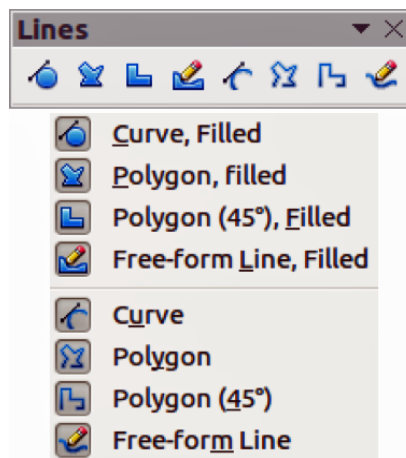 Lines
Curve, Filled
Polygon, filled
Polygon (45°), Filled
Free-form Line, Filled
Curve
Polygon
Polygon (45°)
Free-form Line